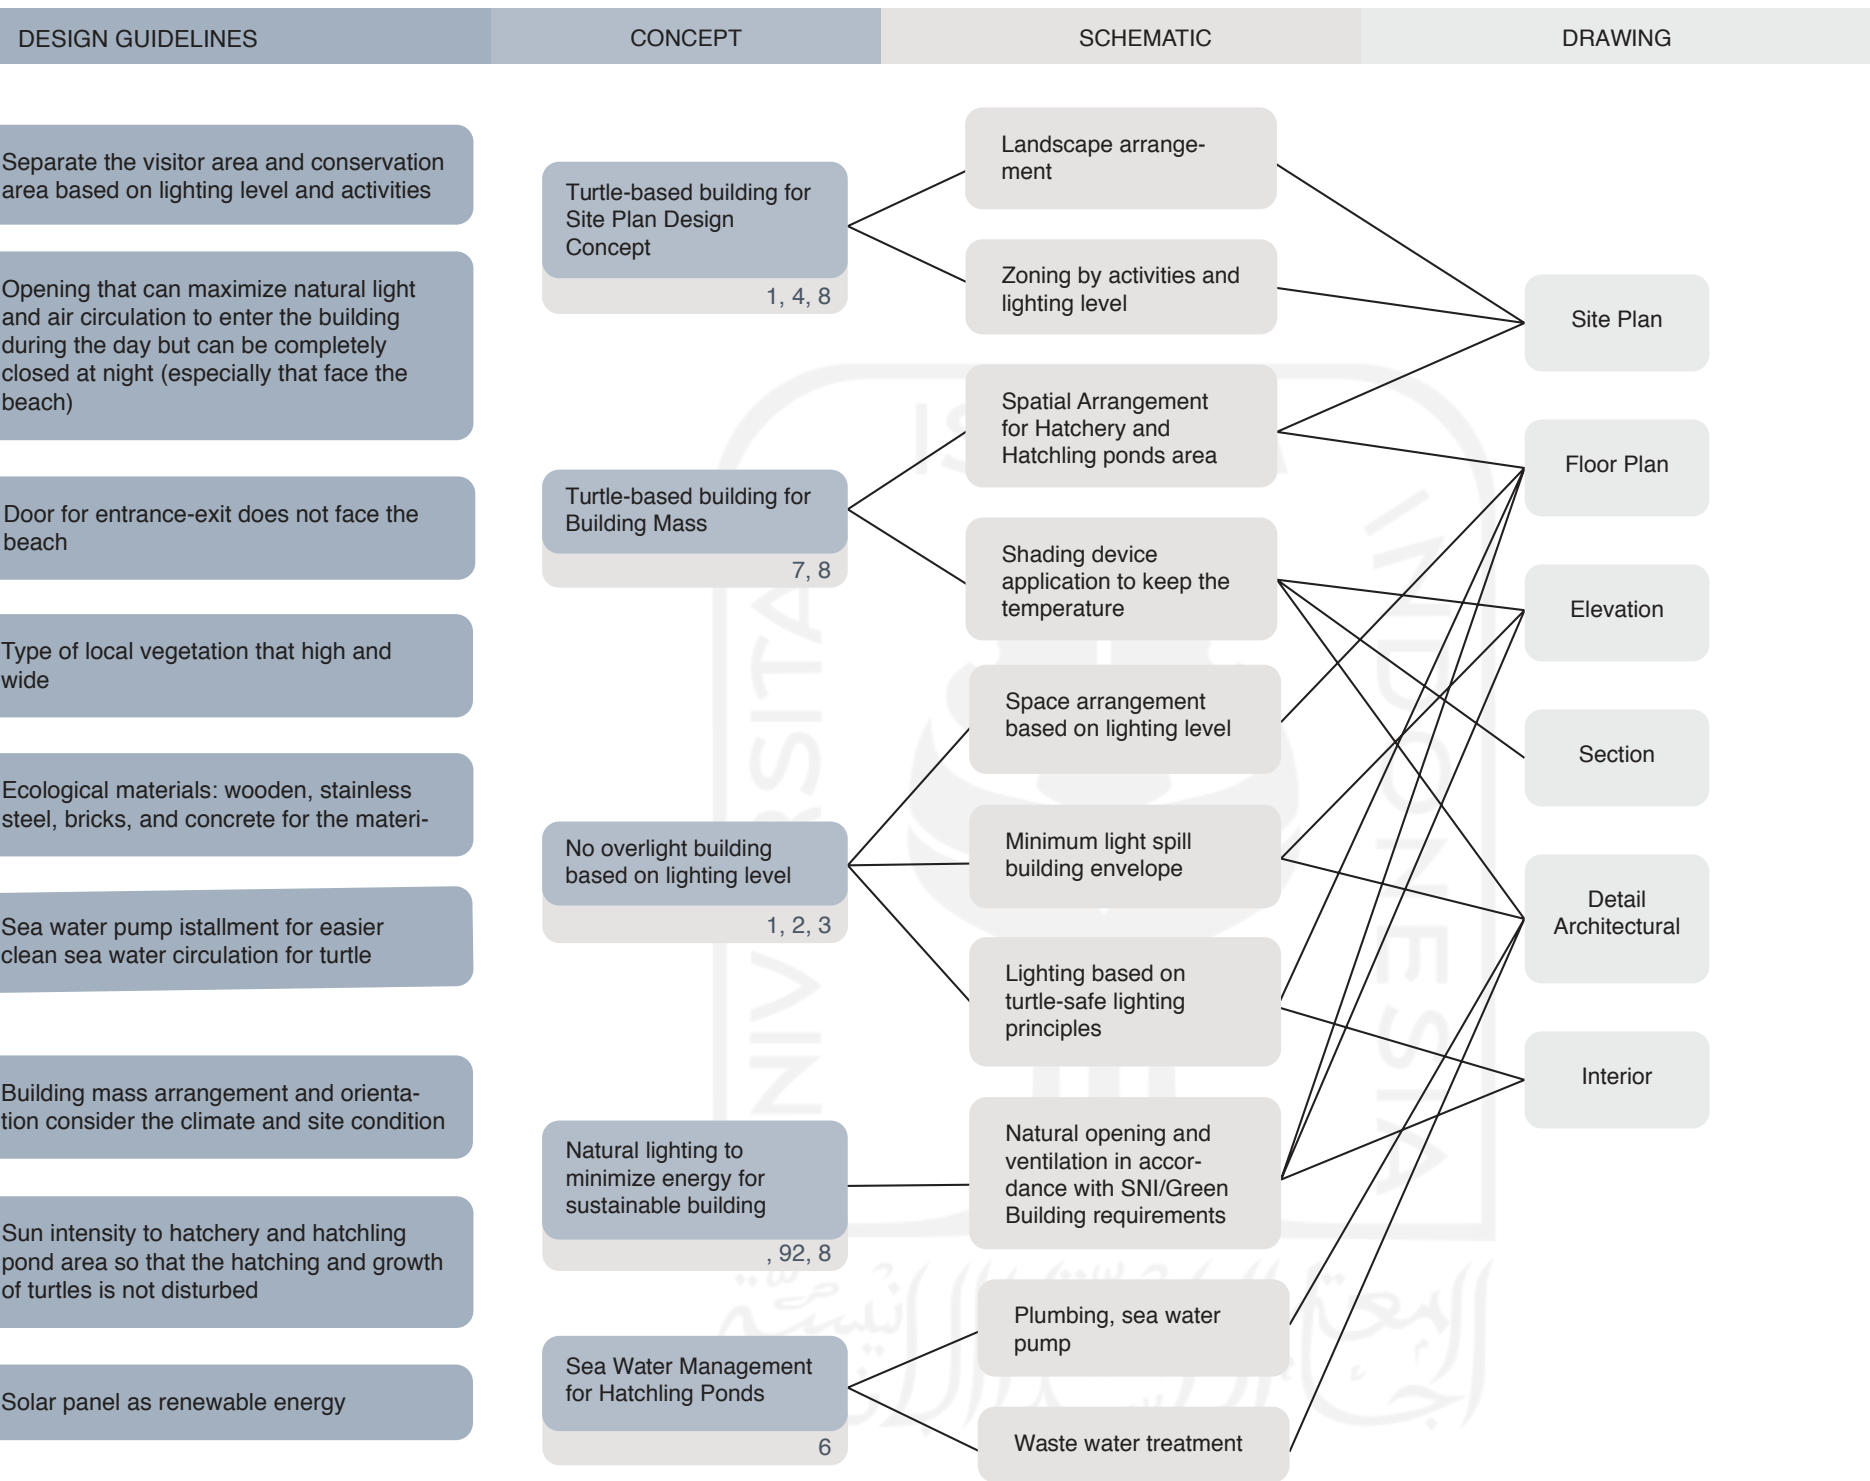 DESIGN GUIDELINES
CONCEPT
SCHEMATIC
DRAWING
Separate the visitor area and conservation
area based on lighting level and activities
Opening that can maximize natural light
and air circulation to enter the building
during the day but can be completely
closed at night (especially that face the
beach)
Door for entrance-exit does not face the
beach
Type of local vegetation that high and
wide
Ecological materials: wooden, stainless
steel, bricks, and concrete for the materi-
Sea water pump istallment for easier
clean sea water circulation for turtle
Building mass arrangement and orienta-
tion consider the climate and site condition
Sun intensity to hatchery and hatchling
pond area so that the hatching and growth
of turtles is not disturbed
Solar panel as renewable energy
Turtle-based building for
Site Plan Design
Concept
1, 4, 8
Turtle-based building for
Building Mass
7, 8
No overlight building
based on lighting level
1, 2, 3
Natural lighting to
minimize energy for
sustainable building
, 92, 8
Sea Water Management
for Hatchling Ponds
6
Landscape arrange-
ment
Zoning by activities and
lighting level
Spatial Arrangement
for Hatchery and
Hatchling ponds area
Shading device
application to keep the
temperature
Space arrangement
based on lighting level
Minimum light spill
building envelope
Lighting based on
turtle-safe lighting
principles
Natural opening and
ventilation in accor-
dance with SNI/Green
Building requirements
Plumbing, sea water
pump
Waste water treatment
Site Plan
Floor Plan
Elevation
Section
Detail
Architectural
Interior
INDONESIA